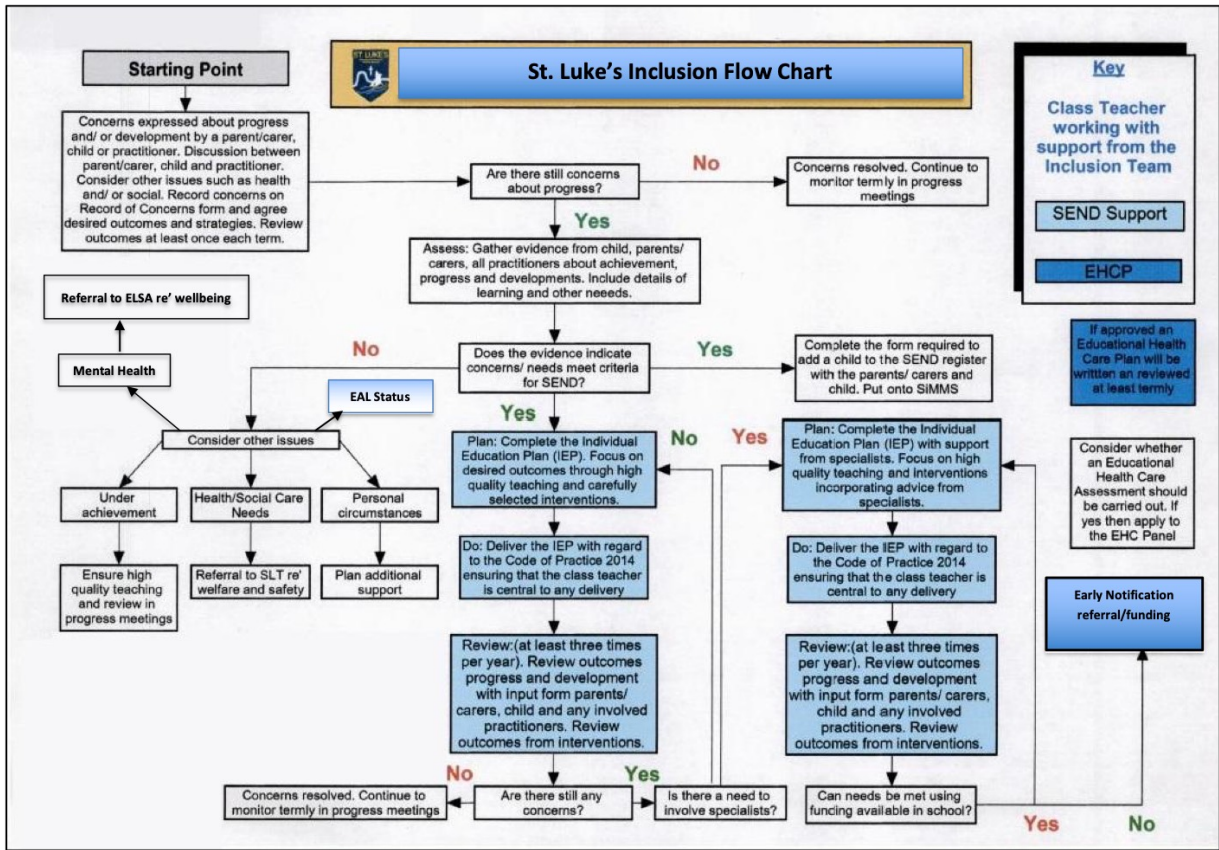 ST LUKE'S
St. Luke's Inclusion Flow Chart
Starting Point
Concerns expressed about progress
and/ or development by a parent/carer,
child or practitioner. Discussion between
parent/carer, child and practitioner.
Consider other issues such as health
and/ or social. Record concerns on
Record of Concerns form and agree
desired outcomes and strategies. Review
outcomes at least once each term.
Are there still concerns
about progress?
No
Concerns resolved. Continue to
monitor termly in progress
meetings
Key
Class Teacher
working with
support from the
Inclusion Team
SEND Support
EHCP
Yes
Assess: Gather evidence from child, parents/
carers, all practitioners about achievement,
progress and developments. Include details of
learning and other needs.
Referral to ELSA re' wellbeing
Mental Health
No
Does the evidence indicate
concerns/ needs meet criteria
for SEND?
Yes
Complete the form required to
add a child to the SEND register
with the parents/ carers and
child. Put onto SiMMS
If approved an
Educational Health
Care Plan will be
writtten an reviewed
at least termly
EAL Status
Consider other issues
Under
achievement
Health/Social Care
Needs
Personal
circumstances
Ensure high
quality teaching
and review in
progress meetings
Referral to SLT re'
welfare and safety
Plan additional
support
Yes
Plan: Complete the Individual
Education Plan (IEP). Focus on
desired outcomes through high
quality teaching and carefully
selected interventions.
No
Yes
Plan: Complete the Individual
Education Plan (IEP) with support
from specialists. Focus on high
quality teaching and interventions
incorporating advice from
specialists.
Consider whether
an Educational
Health Care
Assessment should
be carried out. If
yes then apply to
the EHC Panel
Do: Deliver the IEP with regard
to the Code of Practice 2014
ensuring that the class teacher
is central to any delivery
Do: Deliver the IEP with regard to
the Code of Practice 2014
ensuring that the class teacher is
central to any delivery
Early Notification
referral/funding
Review:(at least three times
per year). Review outcomes
progress and development
with input form parents/
carers, child and any involved
practitioners. Review
outcomes from interventions.
Review:(at least three times
per year). Review outcomes
progress and development
with input form parents/ carers,
child and any involved
practitioners. Review
outcomes from interventions.
Concerns resolved. Continue to
monitor termly in progress meetings
No
Are there still any
concerns?
Yes
Is there a need to
involve specialists?
Can needs be met using
funding available in school?
Yes
No